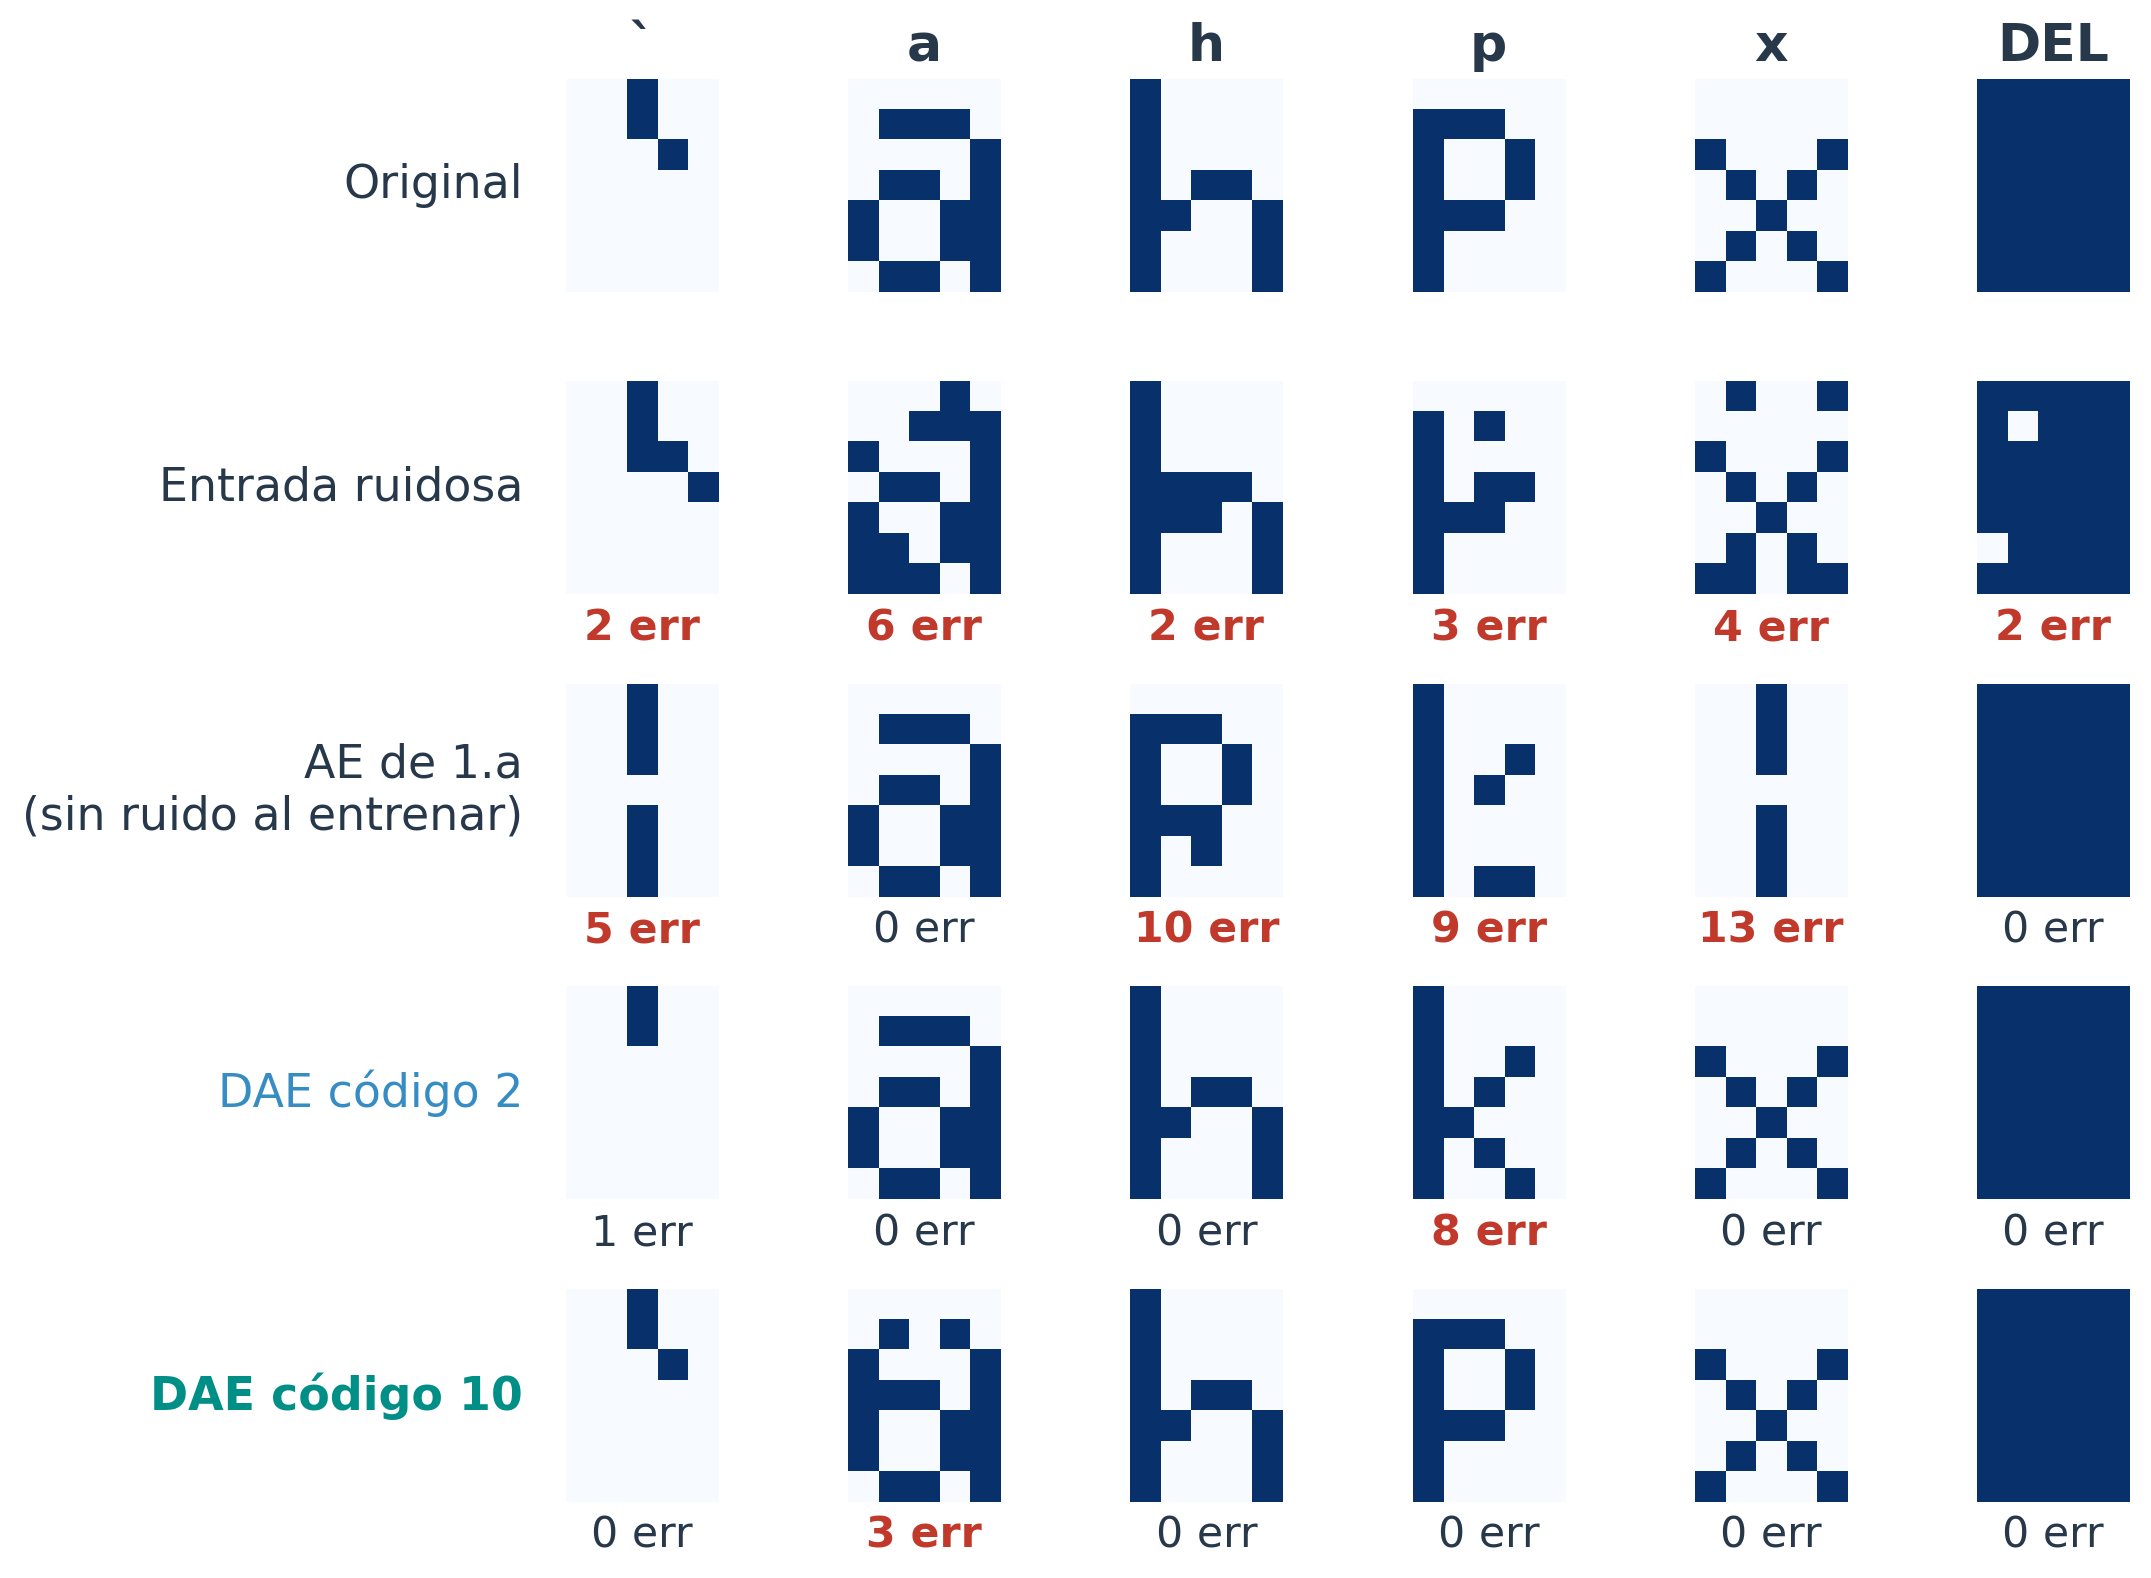 ` a h p x DEL
Original
Entrada ruidosa
2 err 6 err 2 err 3 err 4 err 2 err
AE de 1.a
(sin ruido al entrenar)
5 err 0 err 10 err 9 err 13 err 0 err
DAE código 2
1 err 0 err 0 err 8 err 0 err 0 err
DAE código 10
0 err 3 err 0 err 0 err 0 err 0 err